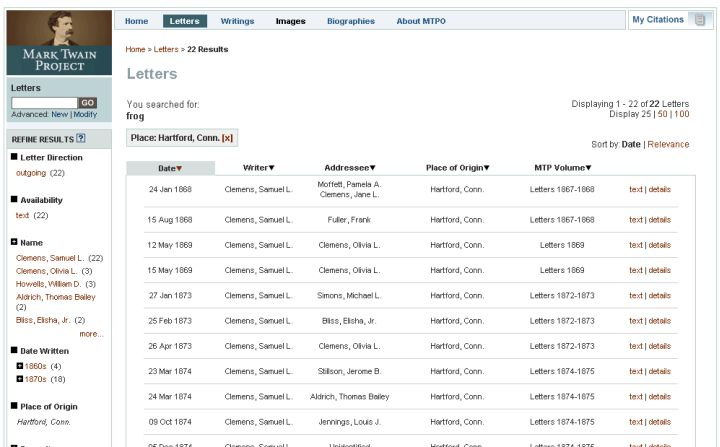 Home Letters Writings Images Biographies About MTPO My Citations
MARK TWAIN
PROJECT
Home > Letters > 22 Results
Letters
Letters
GO
Advanced: New | Modify
You searched for:
frog
Displaying 1 - 22 of 22 Letters
Display 25 | 50 | 100
Place: Hartford, Conn. [x]
Sort by: Date | Relevance
REFINE RESULTS ?
Letter Direction
outgoing (22)
Availability
text (22)
Name
Clemens, Samuel L. (22)
Clemens, Olivia L. (3)
Howells, William D. (3)
Aldrich, Thomas Bailey
(2)
Bliss, Elisha, Jr. (2)
more...
Date Written
1860s (4)
1870s (18)
Place of Origin
Hartford, Conn.
Date▼ Writer▼ Addressee▼ Place of Origin▼ MTP Volume▼
24 Jan 1868 Clemens, Samuel L. Moffett, Pamela A. Hartford, Conn. Letters 1867-1868 text | details
Clemens, Jane L.
15 Aug 1868 Clemens, Samuel L. Fuller, Frank Hartford, Conn. Letters 1867-1868 text | details
12 May 1869 Clemens, Samuel L. Clemens, Olivia L. Hartford, Conn. Letters 1869 text | details
15 May 1869 Clemens, Samuel L. Clemens, Olivia L. Hartford, Conn. Letters 1869 text | details
27 Jan 1873 Clemens, Samuel L. Simons, Michael L. Hartford, Conn. Letters 1872-1873 text | details
25 Feb 1873 Clemens, Samuel L. Bliss, Elisha, Jr. Hartford, Conn. Letters 1872-1873 text | details
26 Apr 1873 Clemens, Samuel L. Clemens, Olivia L. Hartford, Conn. Letters 1872-1873 text | details
23 Mar 1874 Clemens, Samuel L. Stillson, Jerome B. Hartford, Conn. Letters 1874-1875 text | details
24 Mar 1874 Clemens, Samuel L. Aldrich, Thomas Bailey Hartford, Conn. Letters 1874-1875 text | details
09 Oct 1874 Clemens, Samuel L. Jennings, Louis J. Hartford, Conn. Letters 1874-1875 text | details
1874 Clemens, Samuel L. Unidentified Hartford, Conn. Letters 1874-1875 text | details